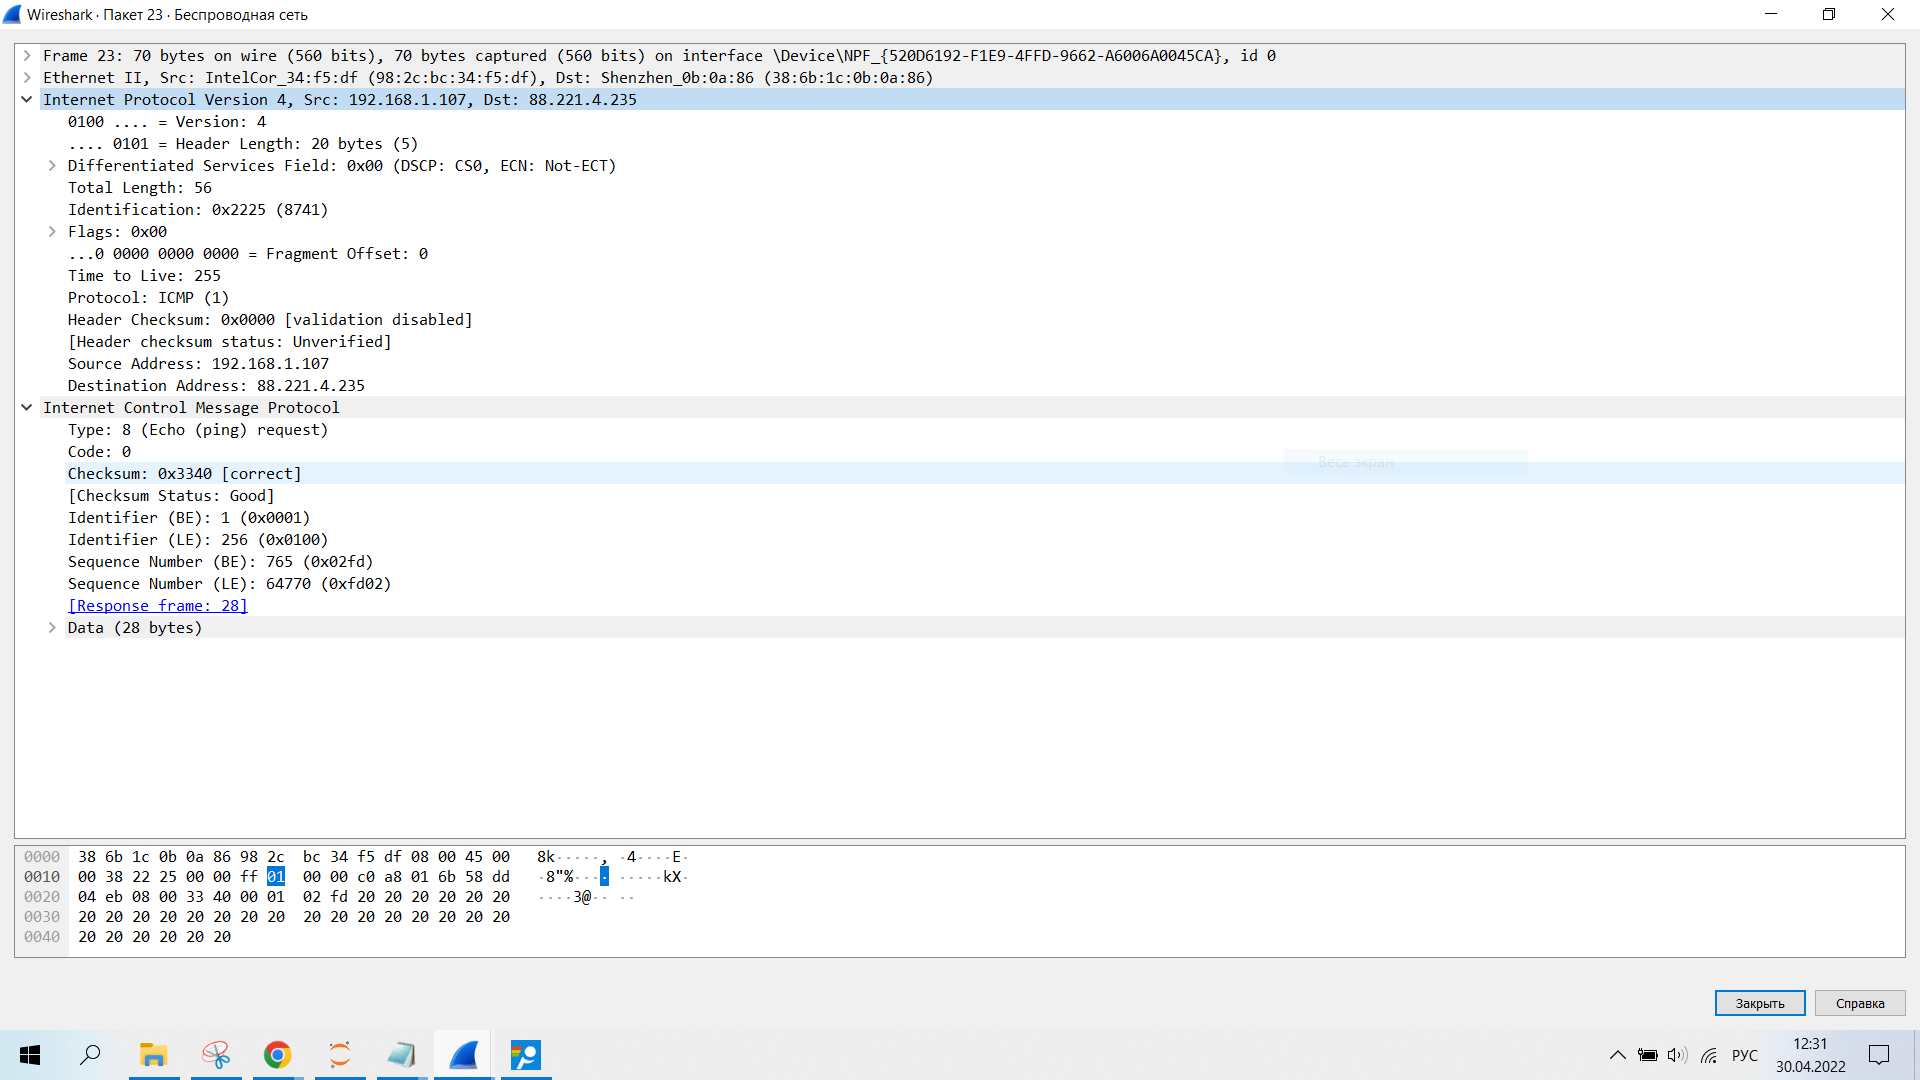 Wireshark · Пакет 23 · Беспроводная сеть
Frame 23: 70 bytes on wire (560 bits), 70 bytes captured (560 bits) on interface \Device\NPF_{520D6192-F1E9-4FFD-9662-A6006A0045CA}, id 0
Ethernet II, Src: IntelCor_34:f5:df (98:2c:bc:34:f5:df), Dst: Shenzhen_0b:0a:86 (38:6b:1c:0b:0a:86)
Internet Protocol Version 4, Src: 192.168.1.107, Dst: 88.221.4.235
0100 .... = Version: 4
.... 0101 = Header Length: 20 bytes (5)
Differentiated Services Field: 0x00 (DSCP: CS0, ECN: Not-ECT)
Total Length: 56
Identification: 0x2225 (8741)
Flags: 0x00
...0 0000 0000 0000 = Fragment Offset: 0
Time to Live: 255
Protocol: ICMP (1)
Header Checksum: 0x0000 [validation disabled]
[Header checksum status: Unverified]
Source Address: 192.168.1.107
Destination Address: 88.221.4.235
Internet Control Message Protocol
Type: 8 (Echo (ping) request)
Code: 0
Весь экран
Checksum: 0x3340 [correct]
[Checksum Status: Good]
Identifier (BE): 1 (0x0001)
Identifier (LE): 256 (0x0100)
Sequence Number (BE): 765 (0x02fd)
Sequence Number (LE): 64770 (0xfd02)
[Response frame: 28]
Data (28 bytes)
0000 38 6b 1c 0b 0a 86 98 2c bc 34 f5 df 08 00 45 00 8k·····, ·4····E·
0010 00 38 22 25 00 00 ff 01 00 00 c0 a8 01 6b 58 dd ·8"%···· ·····kX·
0020 04 eb 08 00 33 40 00 01 02 fd 20 20 20 20 20 20 ····3@·· ··
0030 20 20 20 20 20 20 20 20 20 20 20 20 20 20 20 20
0040 20 20 20 20 20 20
Закрыть
Справка
РУС
12:31
30.04.2022